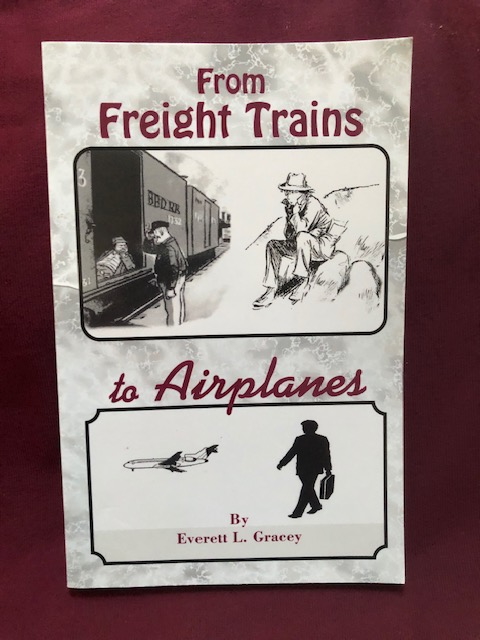 From
Freight Trains
to Airplanes
By
Everett L. Gracey